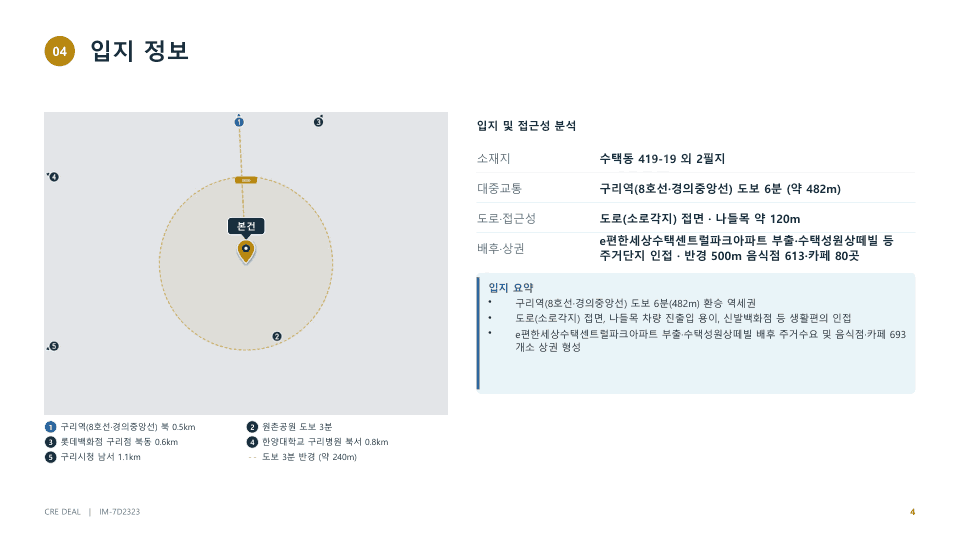 04 입지 정보
1
3
4
본건
2
5
1 구리역(8호선·경의중앙선) 북 0.5km
2 원촌공원 도보 3분
3 롯데백화점 구리점 북동 0.6km
4 한양대학교 구리병원 북서 0.8km
5 구리시청 남서 1.1km
도보 3분 반경 (약 240m)
입지 및 접근성 분석
소재지 수택동 419-19 외 2필지
대중교통 구리역(8호선·경의중앙선) 도보 6분 (약 482m)
도로·접근성 도로(소로각지) 접면 · 나들목 약 120m
배후·상권 e편한세상수택센트럴파크아파트 부출·수택성원상떼빌 등
주거단지 인접 · 반경 500m 음식점 613·카페 80곳
입지 요약
• 구리역(8호선·경의중앙선) 도보 6분(482m) 환승 역세권
• 도로(소로각지) 접면, 나들목 차량 진출입 용이, 신발백화점 등 생활편의 인접
• e편한세상수택센트럴파크아파트 부출·수택성원상떼빌 배후 주거수요 및 음식점·카페 693
개소 상권 형성
CRE DEAL | IM-7D2323
4